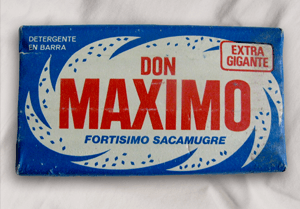 DETERGENTE
EN BARRA
EXTRA
GIGANTE
DON
MAXIMO
FORTISIMO SACAMUGRE